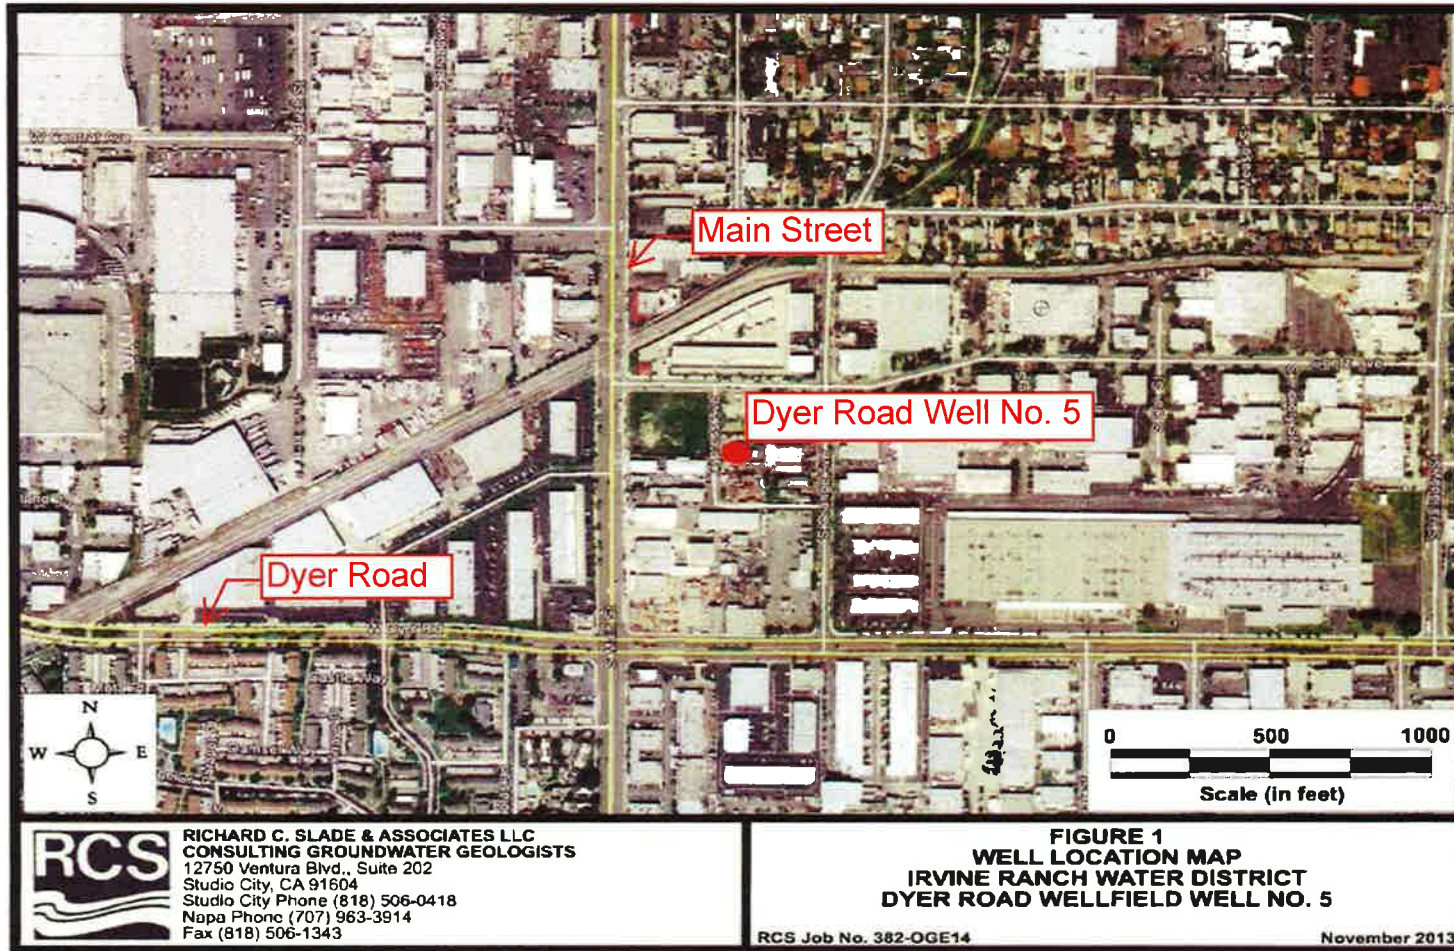 Main Street
Dyer Road Well No. 5
Dyer Road
N
W E
S
0 500 1000
Scale (in feet)
RCS
RICHARD C. SLADE & ASSOCIATES LLC
CONSULTING GROUNDWATER GEOLOGISTS
12750 Ventura Blvd., Suite 202
Studio City, CA 91604
Studio City Phone (818) 506-0418
Napa Phone (707) 963-3914
Fax (818) 506-1343
FIGURE 1
WELL LOCATION MAP
IRVINE RANCH WATER DISTRICT
DYER ROAD WELLFIELD WELL NO. 5
RCS Job No. 382-OGE14
November 2013